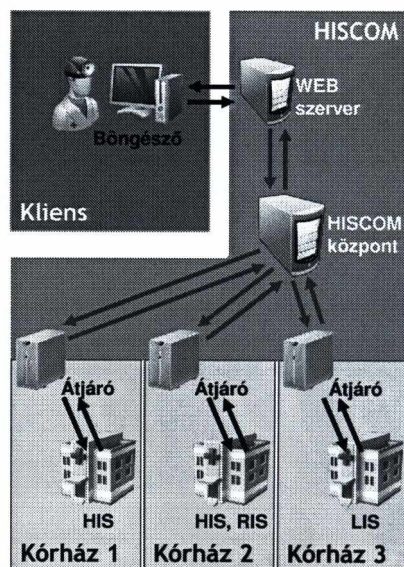 HISCOM
WEB
szerver
Böngésző
Kliens
HISCOM
központ
Átjáró
Átjáró
Átjáró
HIS
HIS, RIS
LIS
Kórház 1
Kórház 2
Kórház 3